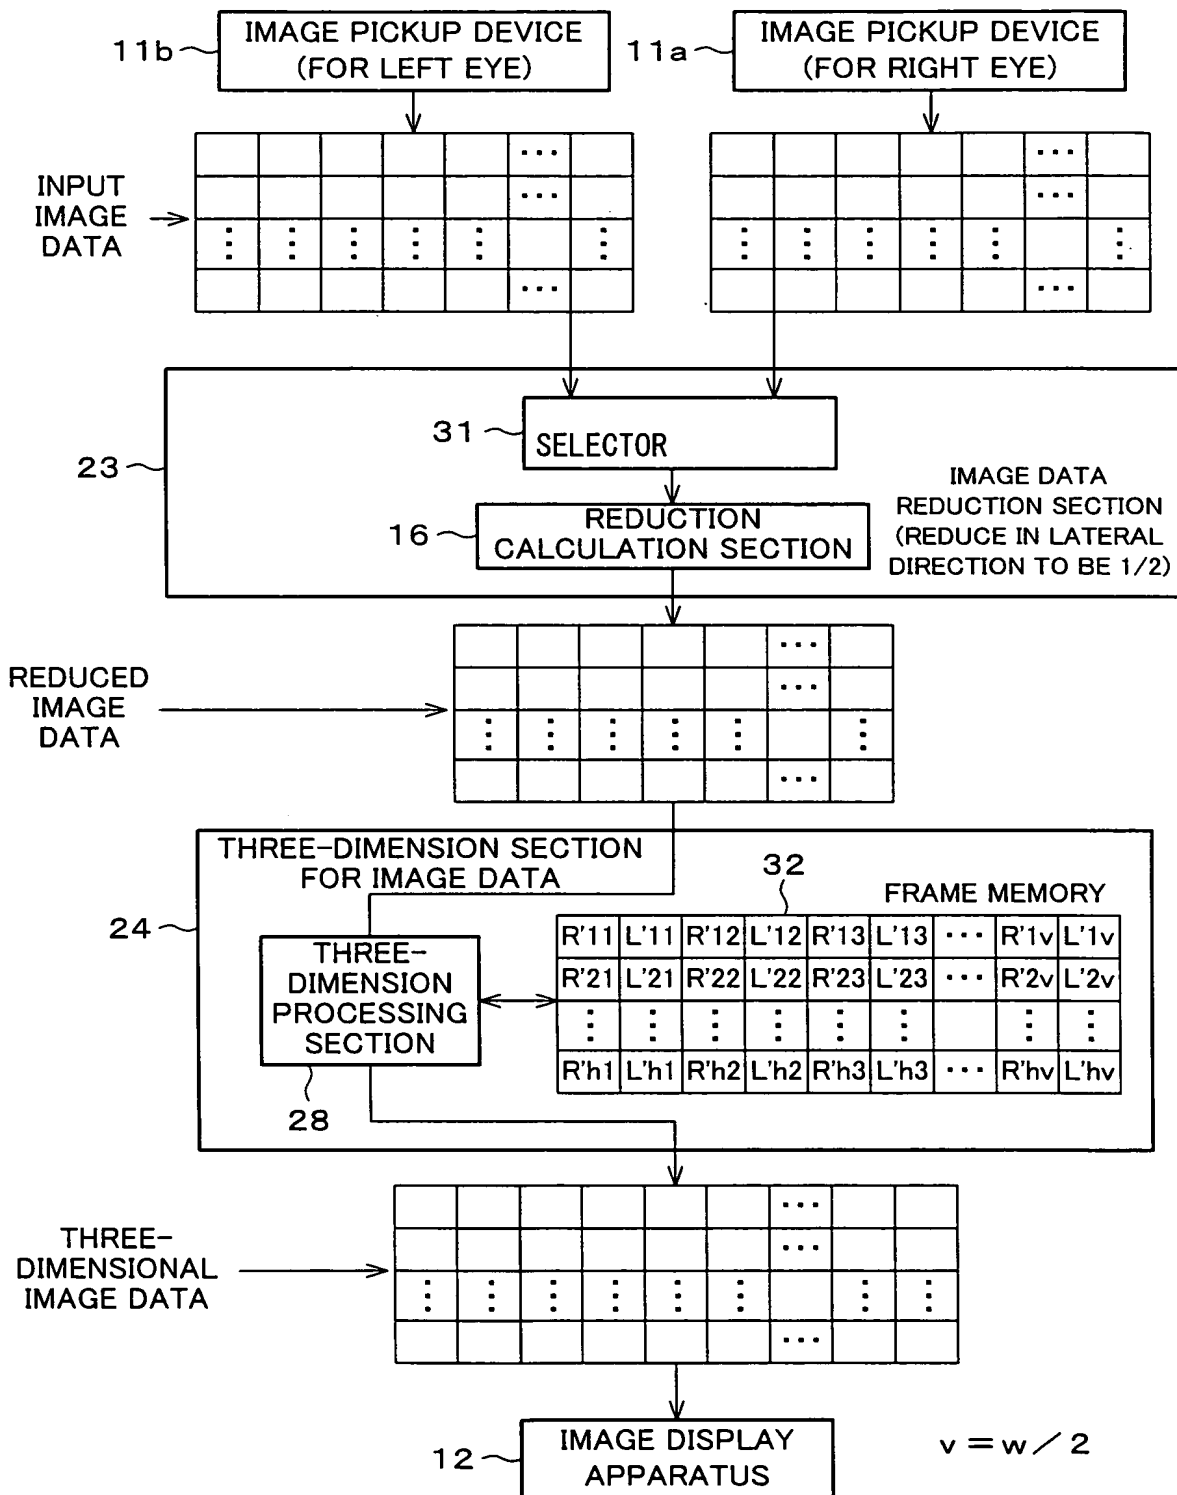 11b
IMAGE PICKUP DEVICE
(FOR LEFT EYE)
11a
IMAGE PICKUP DEVICE
(FOR RIGHT EYE)
INPUT
IMAGE
DATA
31
SELECTOR
23
16
REDUCTION
CALCULATION SECTION
IMAGE DATA
REDUCTION SECTION
(REDUCE IN LATERAL
DIRECTION TO BE 1/2)
REDUCED
IMAGE
DATA
THREE-DIMENSION SECTION
FOR IMAGE DATA
32
FRAME MEMORY
24
THREE-
DIMENSION
PROCESSING
SECTION
28
R'11 L'11 R'12 L'12 R'13 L'13 ··· R'1v L'1v
R'21 L'21 R'22 L'22 R'23 L'23 ··· R'2v L'2v
R'h1 L'h1 R'h2 L'h2 R'h3 L'h3 ··· R'hv L'hv
THREE-
DIMENSIONAL
IMAGE DATA
12
IMAGE DISPLAY
APPARATUS
v = w / 2